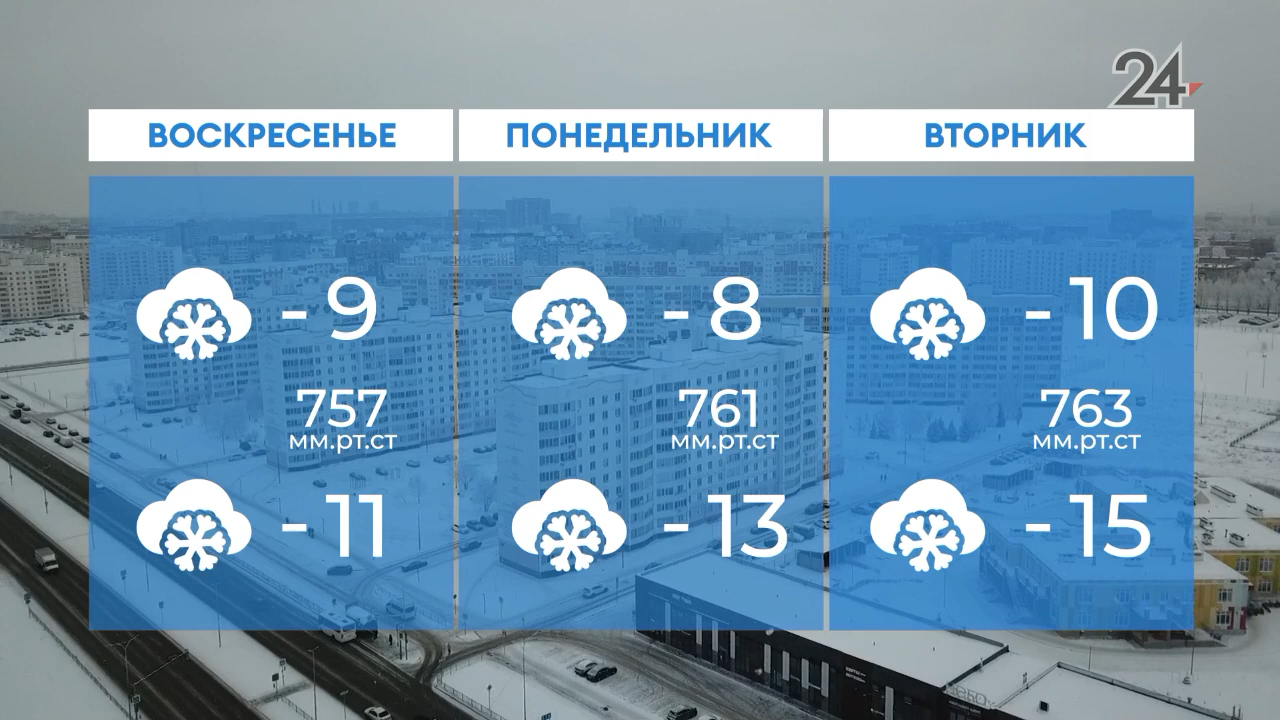 24
ВОСКРЕСЕНЬЕ
ПОНЕДЕЛЬНИК
ВТОРНИК
- 9
- 8
- 10
757
мм.рт.ст
761
мм.рт.ст
763
мм.рт.ст
- 11
- 13
- 15